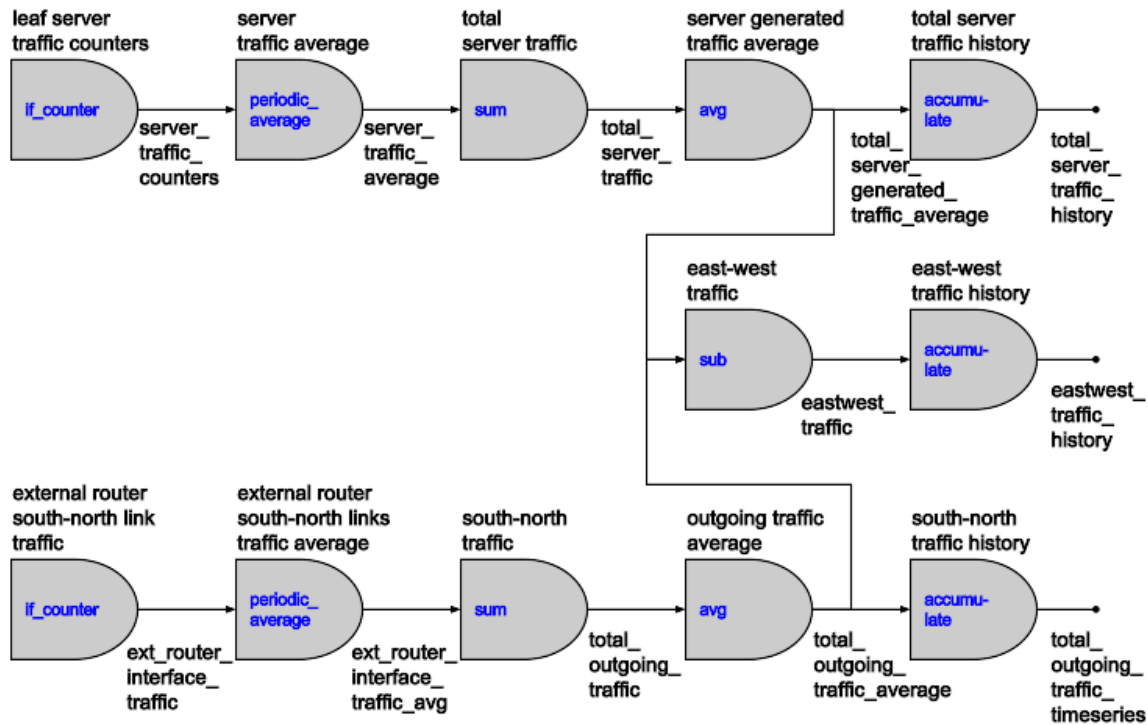 leaf server
traffic counters
server
traffic average
total
server traffic
server generated
traffic average
total server
traffic history
if_counter
periodic_
average
sum
avg
accumu-
late
server_
traffic_
counters
server_
traffic_
average
total_
server_
traffic
total_
server_
generated_
traffic_average
total_
server_
traffic_
history
east-west
traffic
east-west
traffic history
sub
accumu-
late
eastwest_
traffic
eastwest_
traffic_
history
external router
south-north link
traffic
external router
south-north links
traffic average
south-north
traffic
outgoing traffic
average
south-north
traffic history
if_counter
periodic_
average
sum
avg
accumu-
late
ext_router_
interface_
traffic
ext_router_
interface_
traffic_avg
total_
outgoing_
traffic
total_
outgoing_
traffic_average
total_
outgoing_
traffic_
timeseries